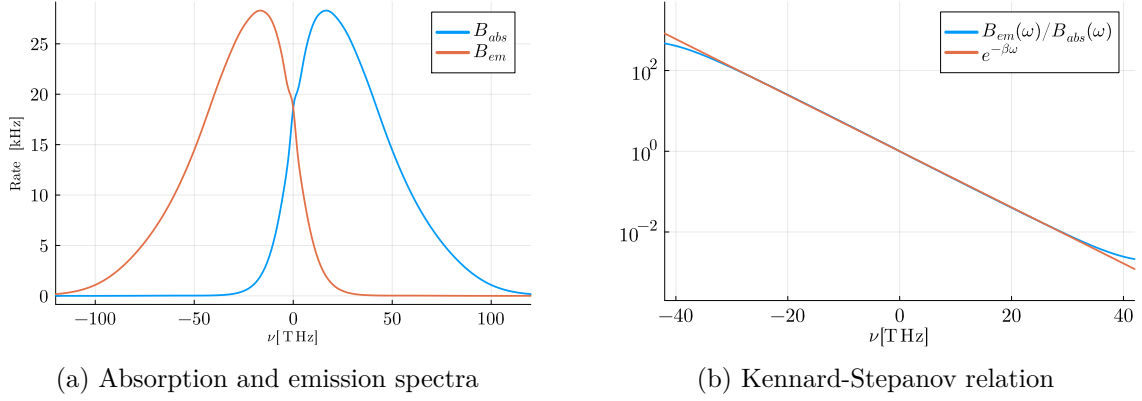 25
20
15
10
5
0
Rate [kHz]
B_abs
B_em
−100
−50
0
50
100
ν[THz]
(a) Absorption and emission spectra
10^2
10^0
10^−2
B_em(ω)/B_abs(ω)
e^−βω
−40
−20
0
20
40
ν[THz]
(b) Kennard-Stepanov relation